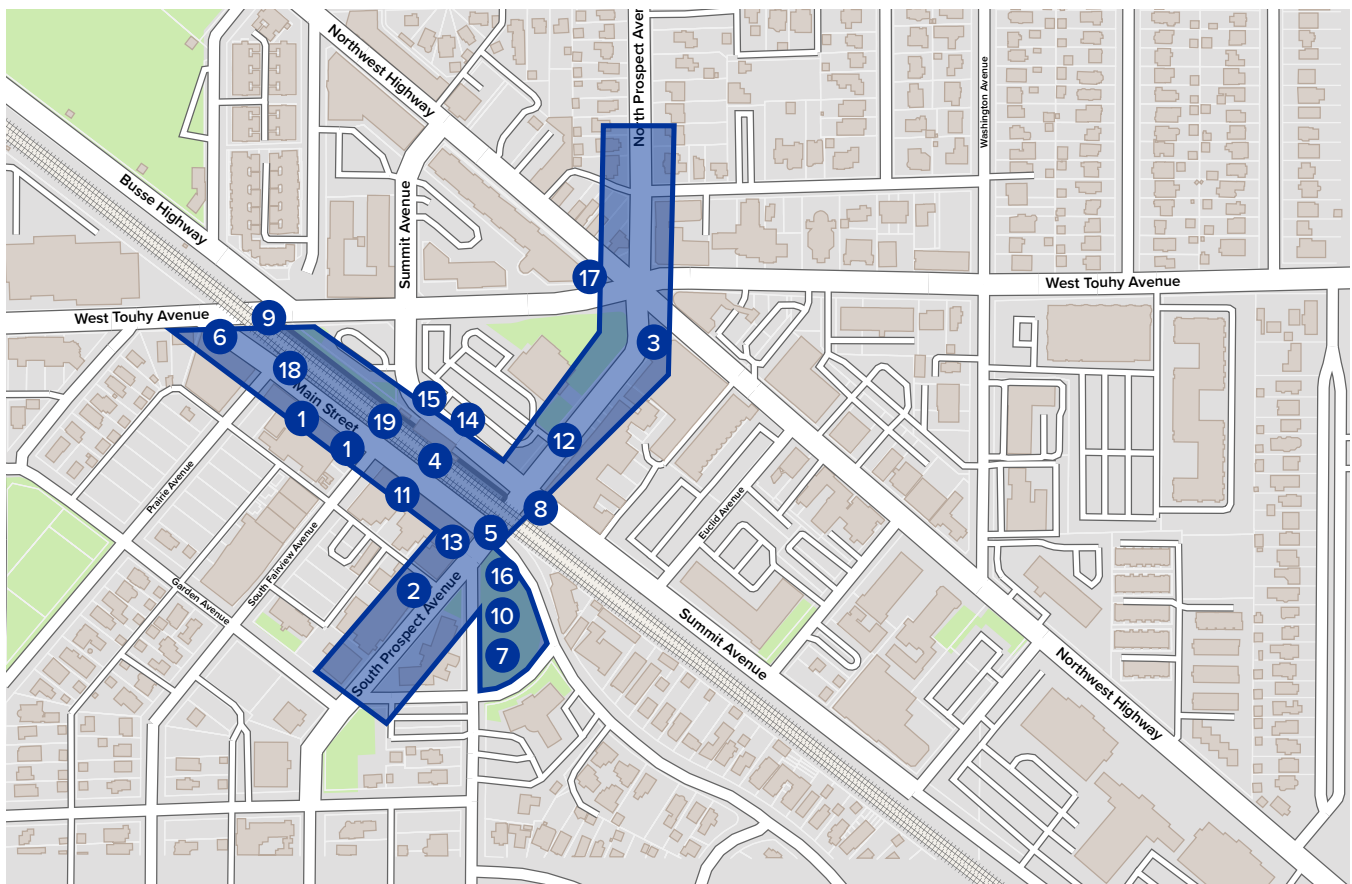 Northwest Highway
North Prospect Aven
Washington Avenue
Busse Highway
Summit Avenue
17
West Touhy Avenue
West Touhy Avenue
9
6
3
18
Main Street
15
1
19
14
12
1
4
Prairie Avenue
11
8
Euclid Avenue
5
13
South Fairview Avenue
16
2
Garden Avenue
10
South Prospect Avenue
7
Summit Avenue
Northwest Highway